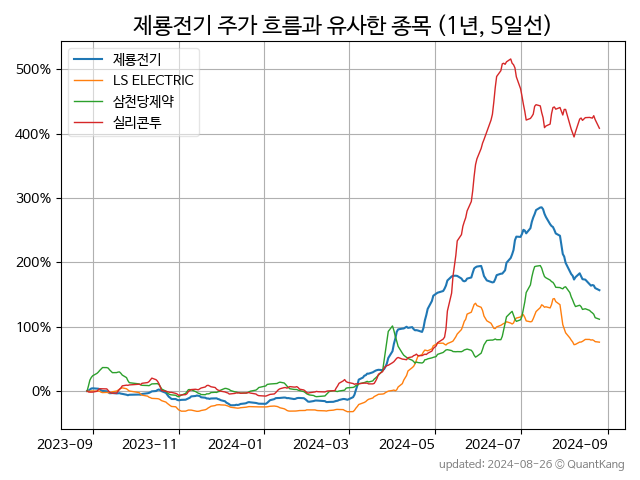 제룡전기 주가 흐름과 유사한 종목 (1년, 5일선)
제룡전기
LS ELECTRIC
삼천당제약
실리콘투
500%
400%
300%
200%
100%
0%
2023-09
2023-11
2024-01
2024-03
2024-05
2024-07
2024-09
updated: 2024-08-26 © QuantKang